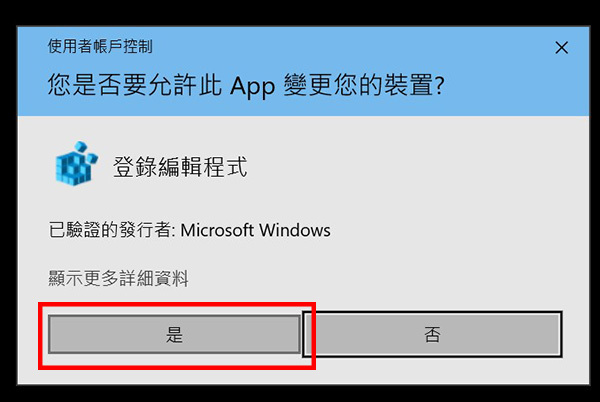 使用者帳戶控制
您是否要允許此 App 變更您的裝置?
登錄編輯程式
已驗證的發行者: Microsoft Windows
顯示更多詳細資料
是
否